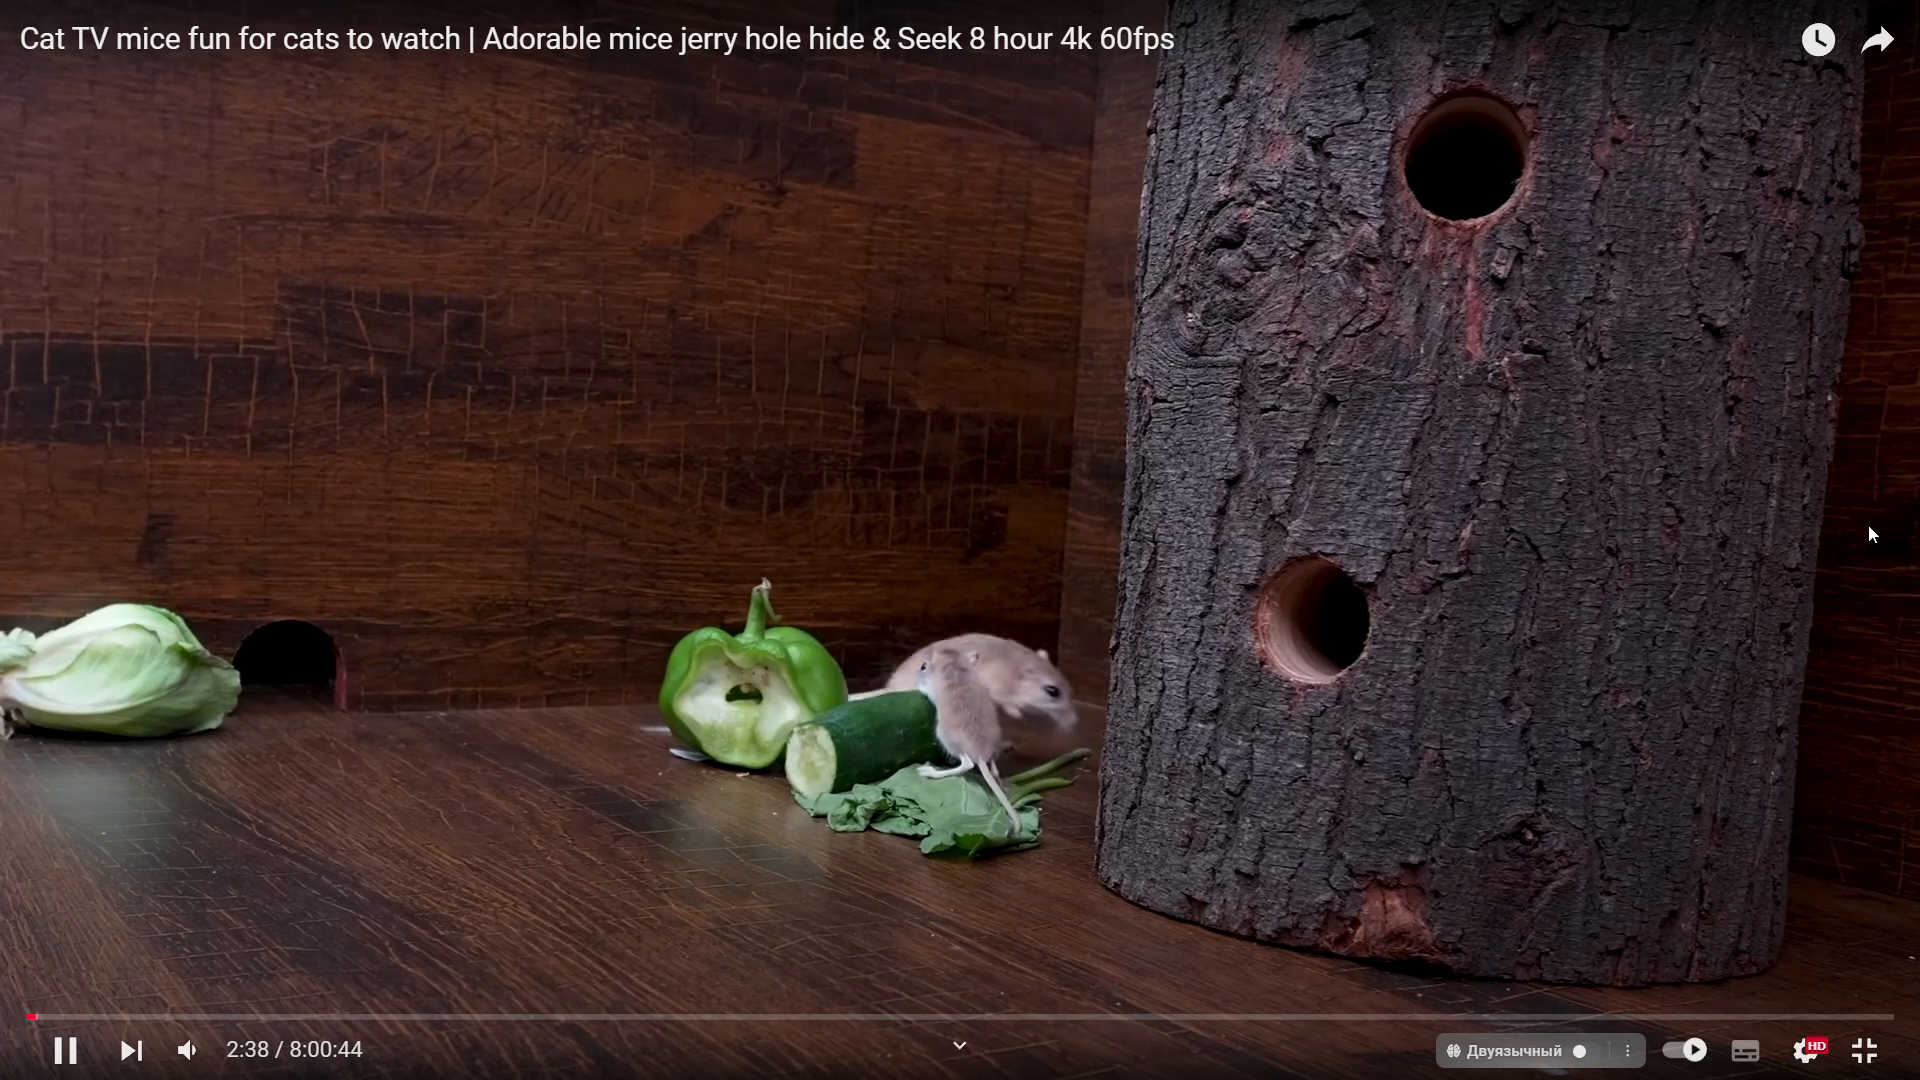 Cat TV mice fun for cats to watch | Adorable mice jerry hole hide & Seek 8 hour 4k 60fps
2:38 / 8:00:44
Двуязычный
HD